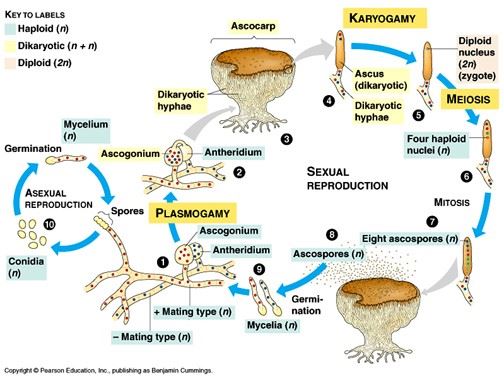 KEY TO LABELS
Haploid (n)
Dikaryotic (n + n)
Diploid (2n)
Ascocarp
KARYOGAMY
Diploid
nucleus
(2n)
(zygote)
Dikaryotic
hyphae
Ascus
(dikaryotic)
Dikaryotic
hyphae
4
5
MEIOSIS
3
Mycelium
(n)
Germination
Ascogonium
Antheridium
2
Four haploid
nuclei (n)
6
SEXUAL
REPRODUCTION
ASEXUAL
REPRODUCTION
10
Spores
PLASMOGAMY
MITOSIS
7
Ascogonium
Antheridium
1
8
Eight ascospores (n)
Ascospores (n)
Conidia
(n)
9
Germi-
nation
+ Mating type (n)
– Mating type (n)
Mycelia (n)
Copyright © Pearson Education, Inc., publishing as Benjamin Cummings.